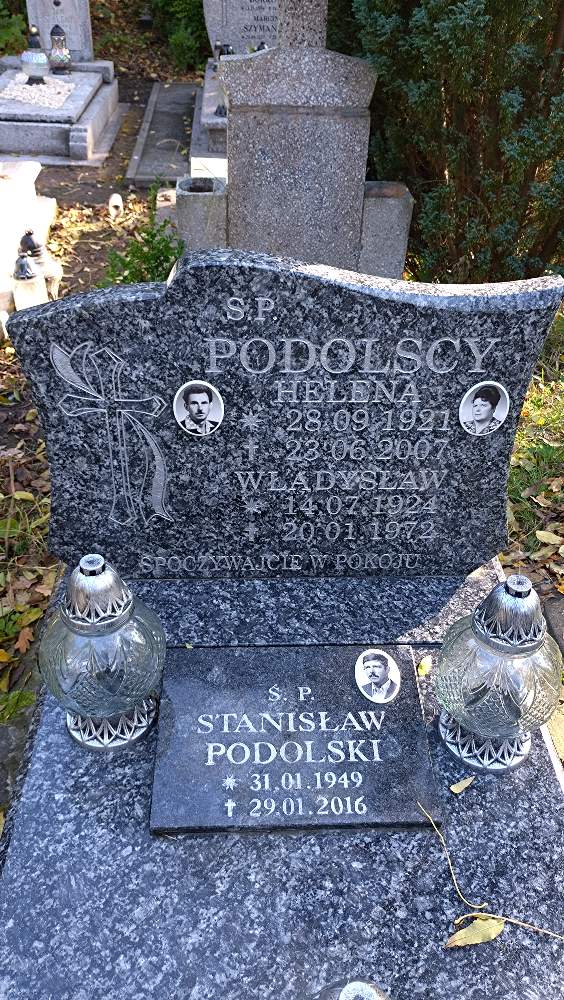 MARCIN
Ś.P.
PODOLSCY
HELENA
28.09.1921
23.06.2007
WŁADYSŁAW
14.07.1924
20.01.1972
SPOCZYWAJCIE W POKOJU
Ś. P.
STANISŁAW
PODOLSKI
31.01.1949
29.01.2016